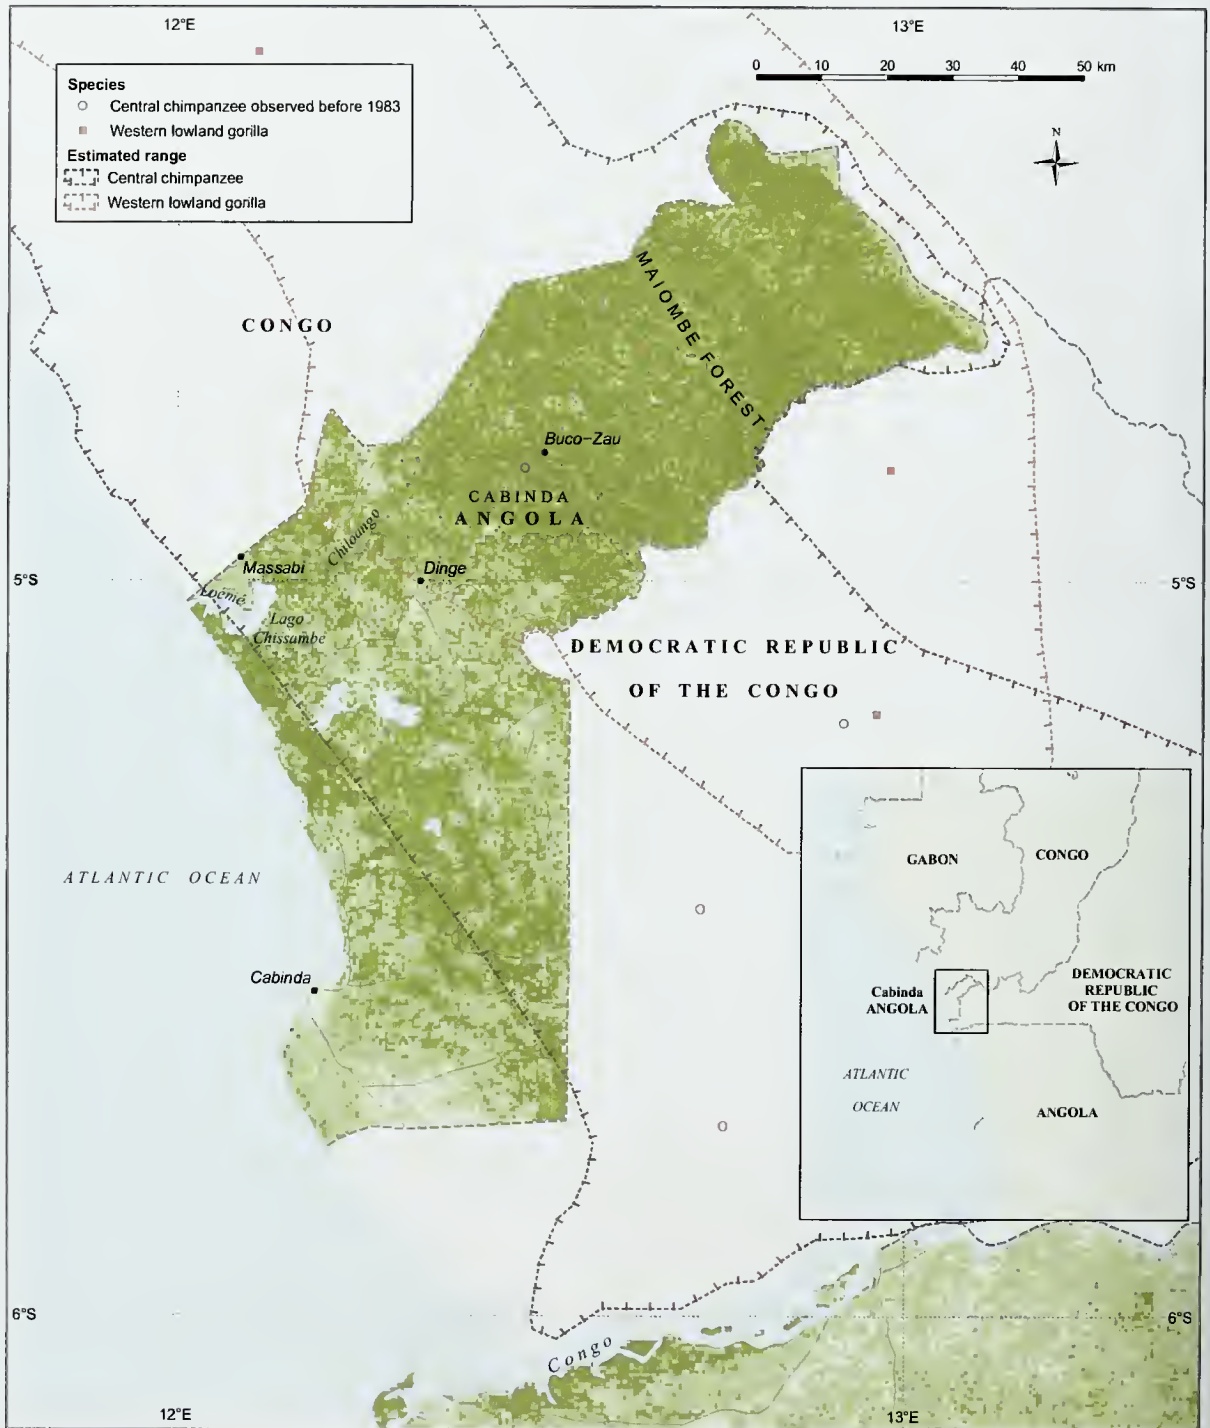 12°E
13°E
Species
Central chimpanzee observed before 1983
Western lowland gorilla
Estimated range
Central chimpanzee
Western lowland gorilla
0 10 20 30 40 50 km
N
CONGO
MAIOMBE FOREST
Buco-Zau
CABINDA
ANGOLA
Chiloango
Massabi
Dinge
5°S
5°S
Loémé
Lago
Chissambe
DEMOCRATIC REPUBLIC
OF THE CONGO
ATLANTIC OCEAN
Cabinda
GABON
CONGO
Cabinda
ANGOLA
DEMOCRATIC
REPUBLIC
OF THE CONGO
ATLANTIC
OCEAN
ANGOLA
6°S
6°S
Congo
12°E
13°E